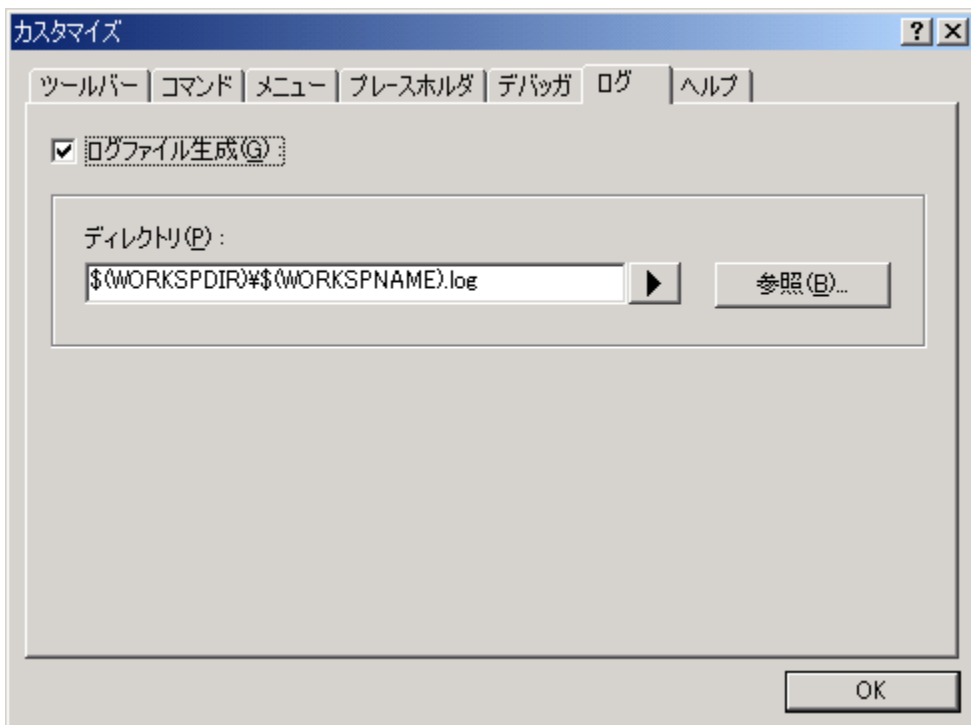 カスタマイズ
ツールバー コマンド メニュー プレースホルダ デバッガ ログ ヘルプ
ログファイル生成(G) :
ディレクトリ(P) :
$(WORKSPDIR)¥$(WORKSPNAME).log
参照(B)...
OK